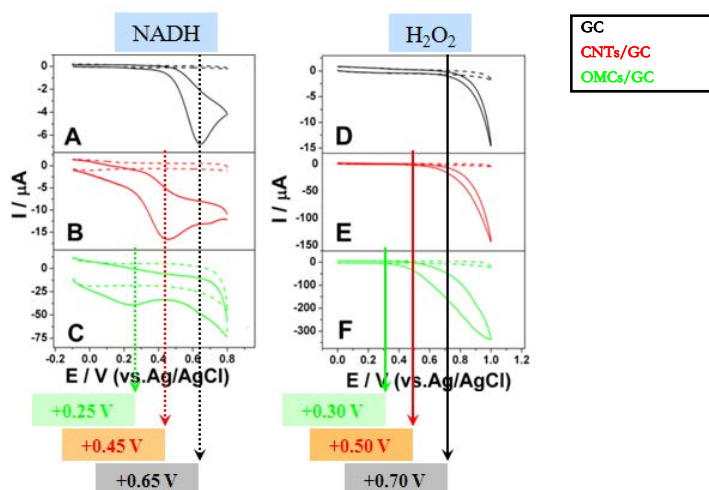 NADH
H2O2
GC
CNTs/GC
OMCs/GC
I / μA
0
-2
-4
-6
A
0
-5
-10
-15
B
0
-25
-50
-75
C
0.0 0.2 0.4 0.6 0.8
E / V (vs.Ag/AgCl)
0
-5
-10
-15
D
0
-50
-100
-150
E
0
-100
-200
-300
F
I / μA
0.0 0.2 0.4 0.6 0.8 1.0 1.2
E / V (vs.Ag/AgCl)
+0.25 V
+0.45 V
+0.65 V
+0.30 V
+0.50 V
+0.70 V